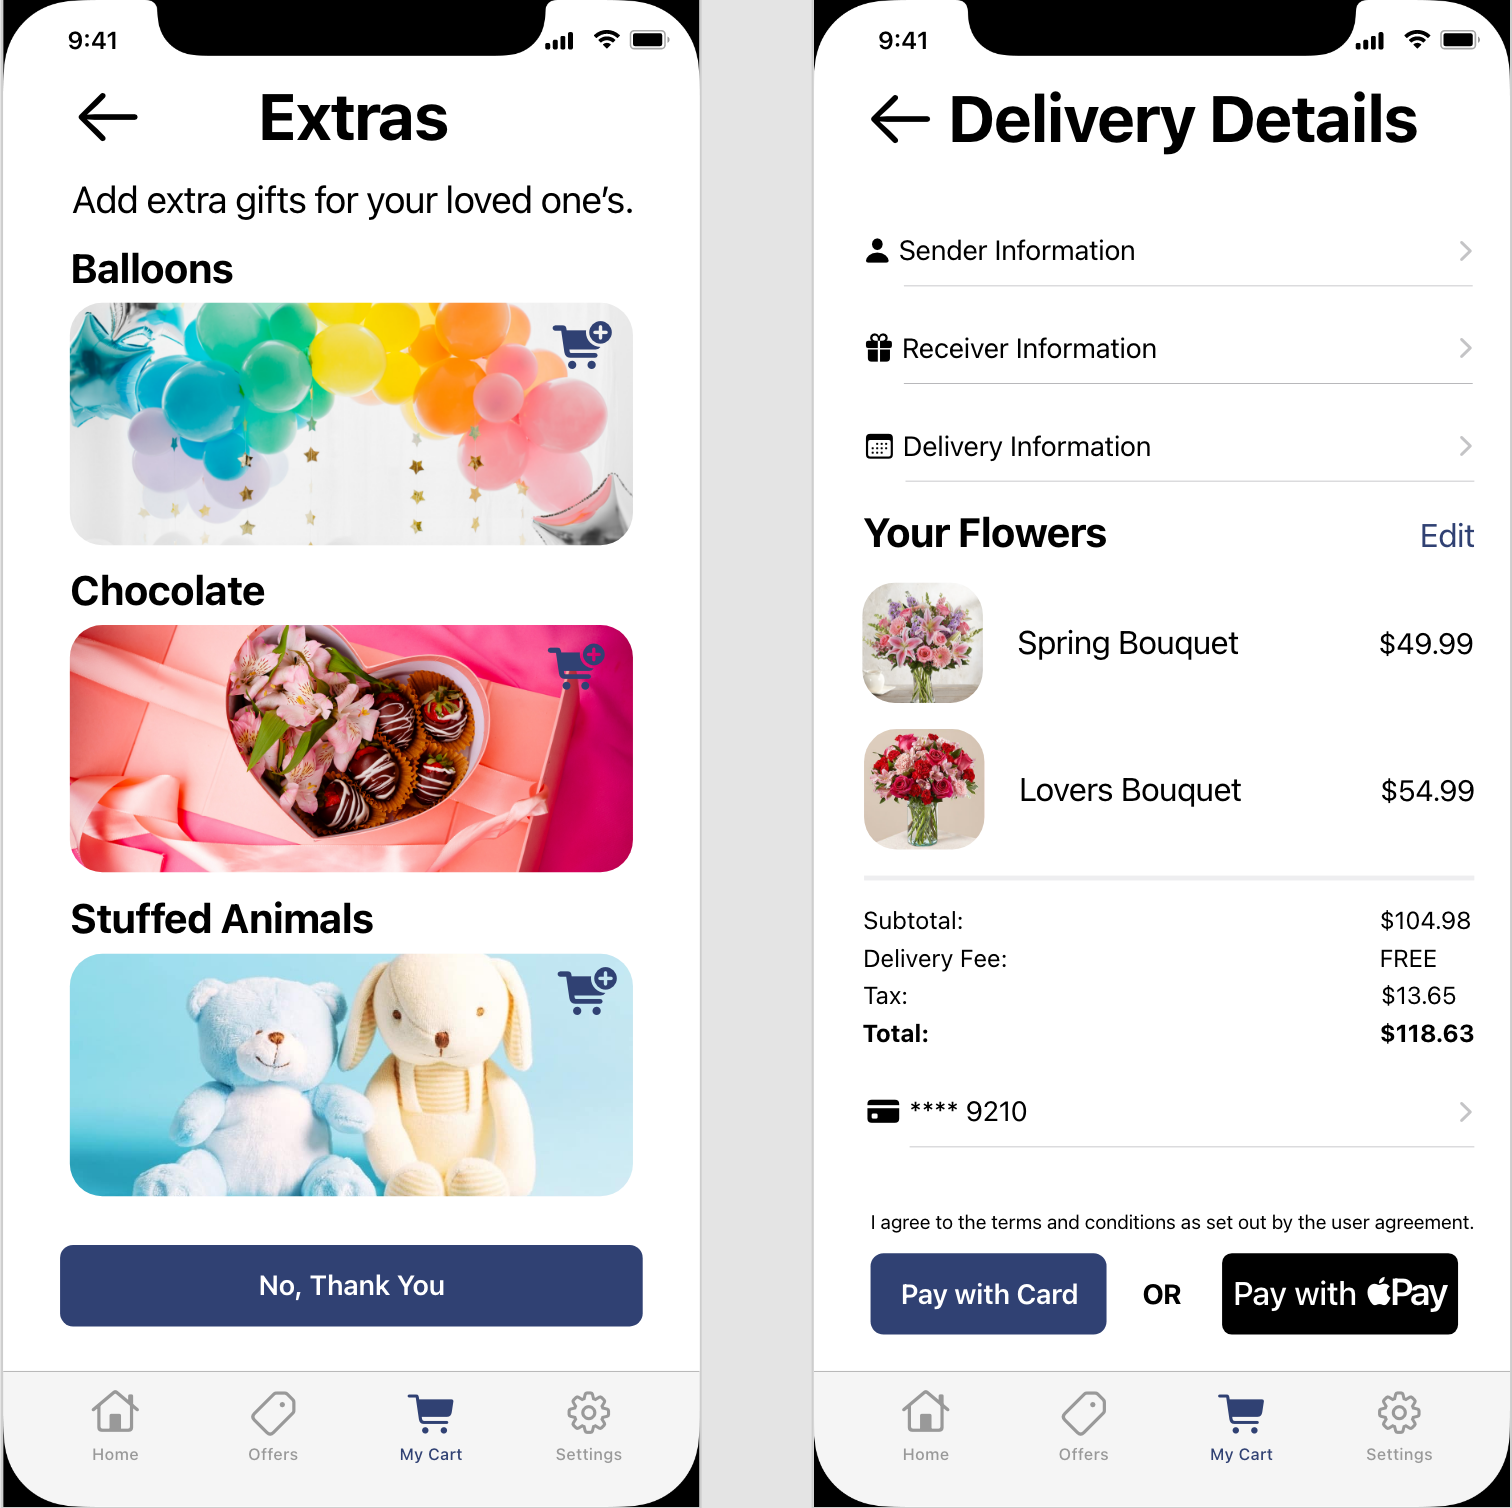 9:41
Extras
Add extra gifts for your loved one’s.
Balloons
Chocolate
Stuffed Animals
No, Thank You
Home Offers My Cart Settings
9:41
Delivery Details
Sender Information
Receiver Information
Delivery Information
Your Flowers Edit
Spring Bouquet $49.99
Lovers Bouquet $54.99
Subtotal: $104.98
Delivery Fee: FREE
Tax: $13.65
Total: $118.63
**** 9210
I agree to the terms and conditions as set out by the user agreement.
Pay with Card OR Pay with Pay
Home Offers My Cart Settings